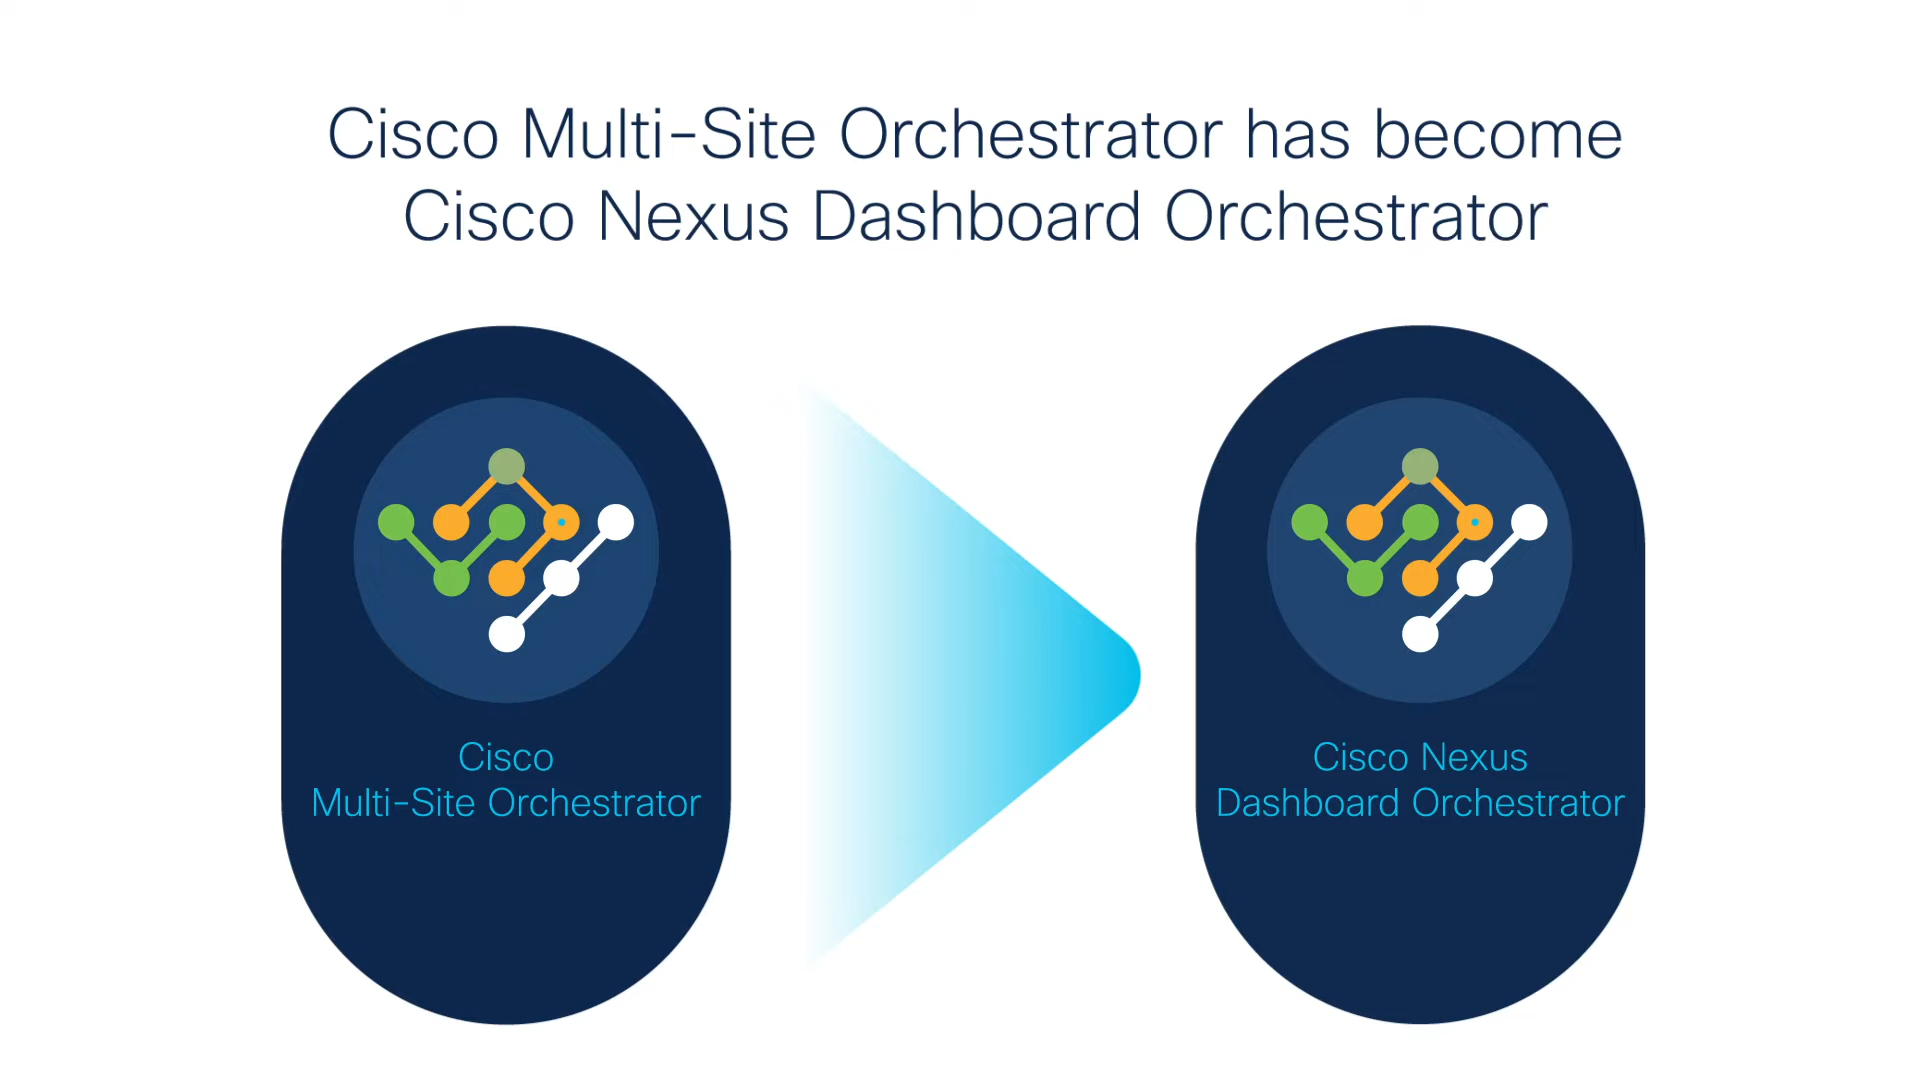 Cisco Multi-Site Orchestrator has become
Cisco Nexus Dashboard Orchestrator
Cisco
Multi-Site Orchestrator
Cisco Nexus
Dashboard Orchestrator